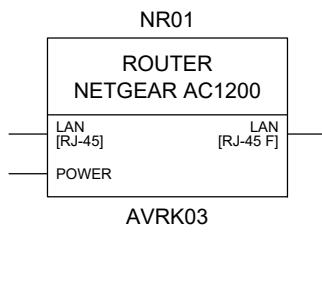 NR01
ROUTER
NETGEAR AC1200
LAN LAN
[RJ-45] [RJ-45 F]
POWER
AVRK03